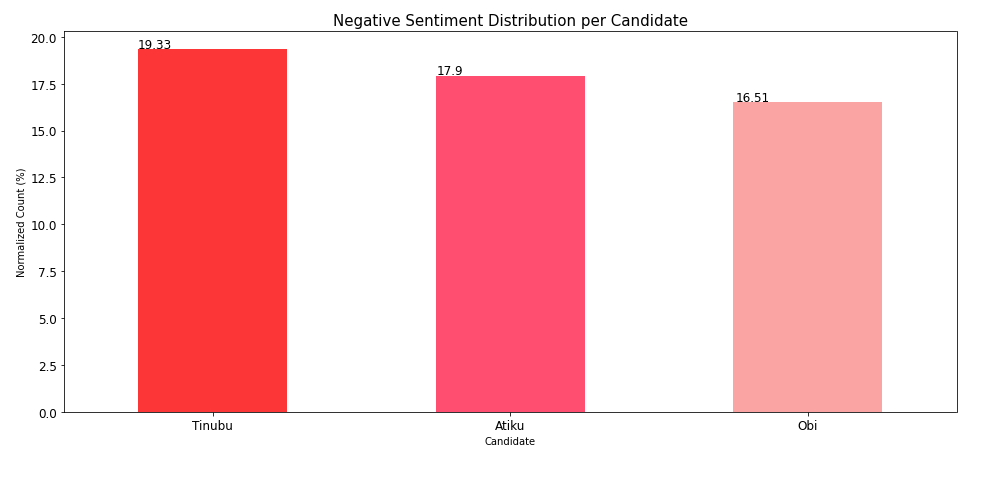 Negative Sentiment Distribution per Candidate
20.0
17.5
15.0
12.5
10.0
7.5
5.0
2.5
0.0
Normalized Count (%)
19.33
17.9
16.51
Tinubu
Atiku
Obi
Candidate